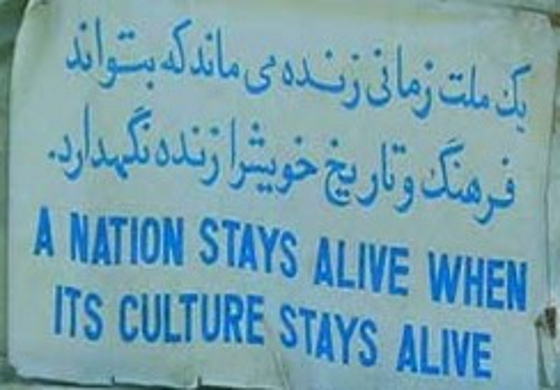 یک ملت زمانی زنده می ماند که بتواند
فرهنگ و تاریخ خویشرا زنده نگهدارد.
A NATION STAYS ALIVE WHEN
ITS CULTURE STAYS ALIVE